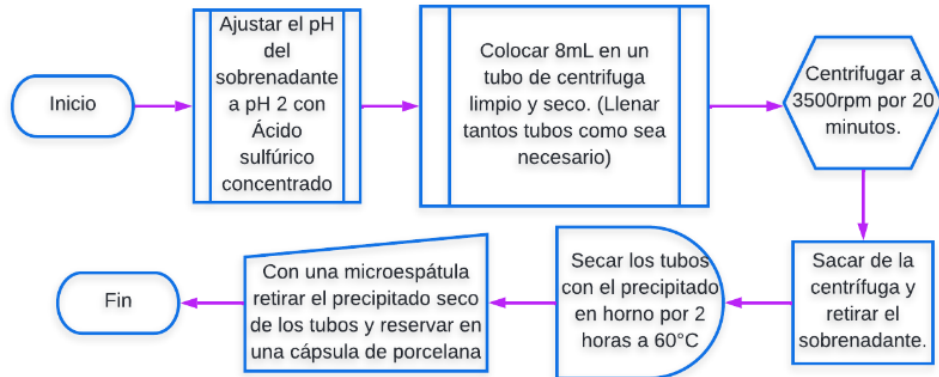 Inicio
Ajustar el pH
del
sobrenadante
a pH 2 con
Ácido
sulfúrico
concentrado
Colocar 8mL en un
tubo de centrifuga
limpio y seco. (Llenar
tantos tubos como sea
necesario)
Centrifugar a
3500rpm por 20
minutos.
Sacar de la
centrífuga y
retirar el
sobrenadante.
Secar los tubos
con el precipitado
en horno por 2
horas a 60°C
Con una microespátula
retirar el precipitado seco
de los tubos y reservar en
una cápsula de porcelana
Fin